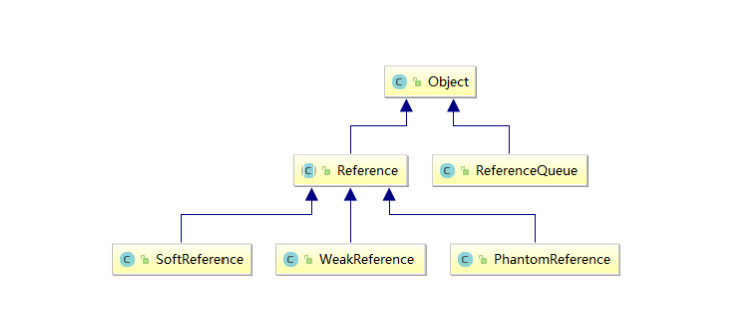 C Object
C Reference
C ReferenceQueue
C SoftReference
C WeakReference
C PhantomReference